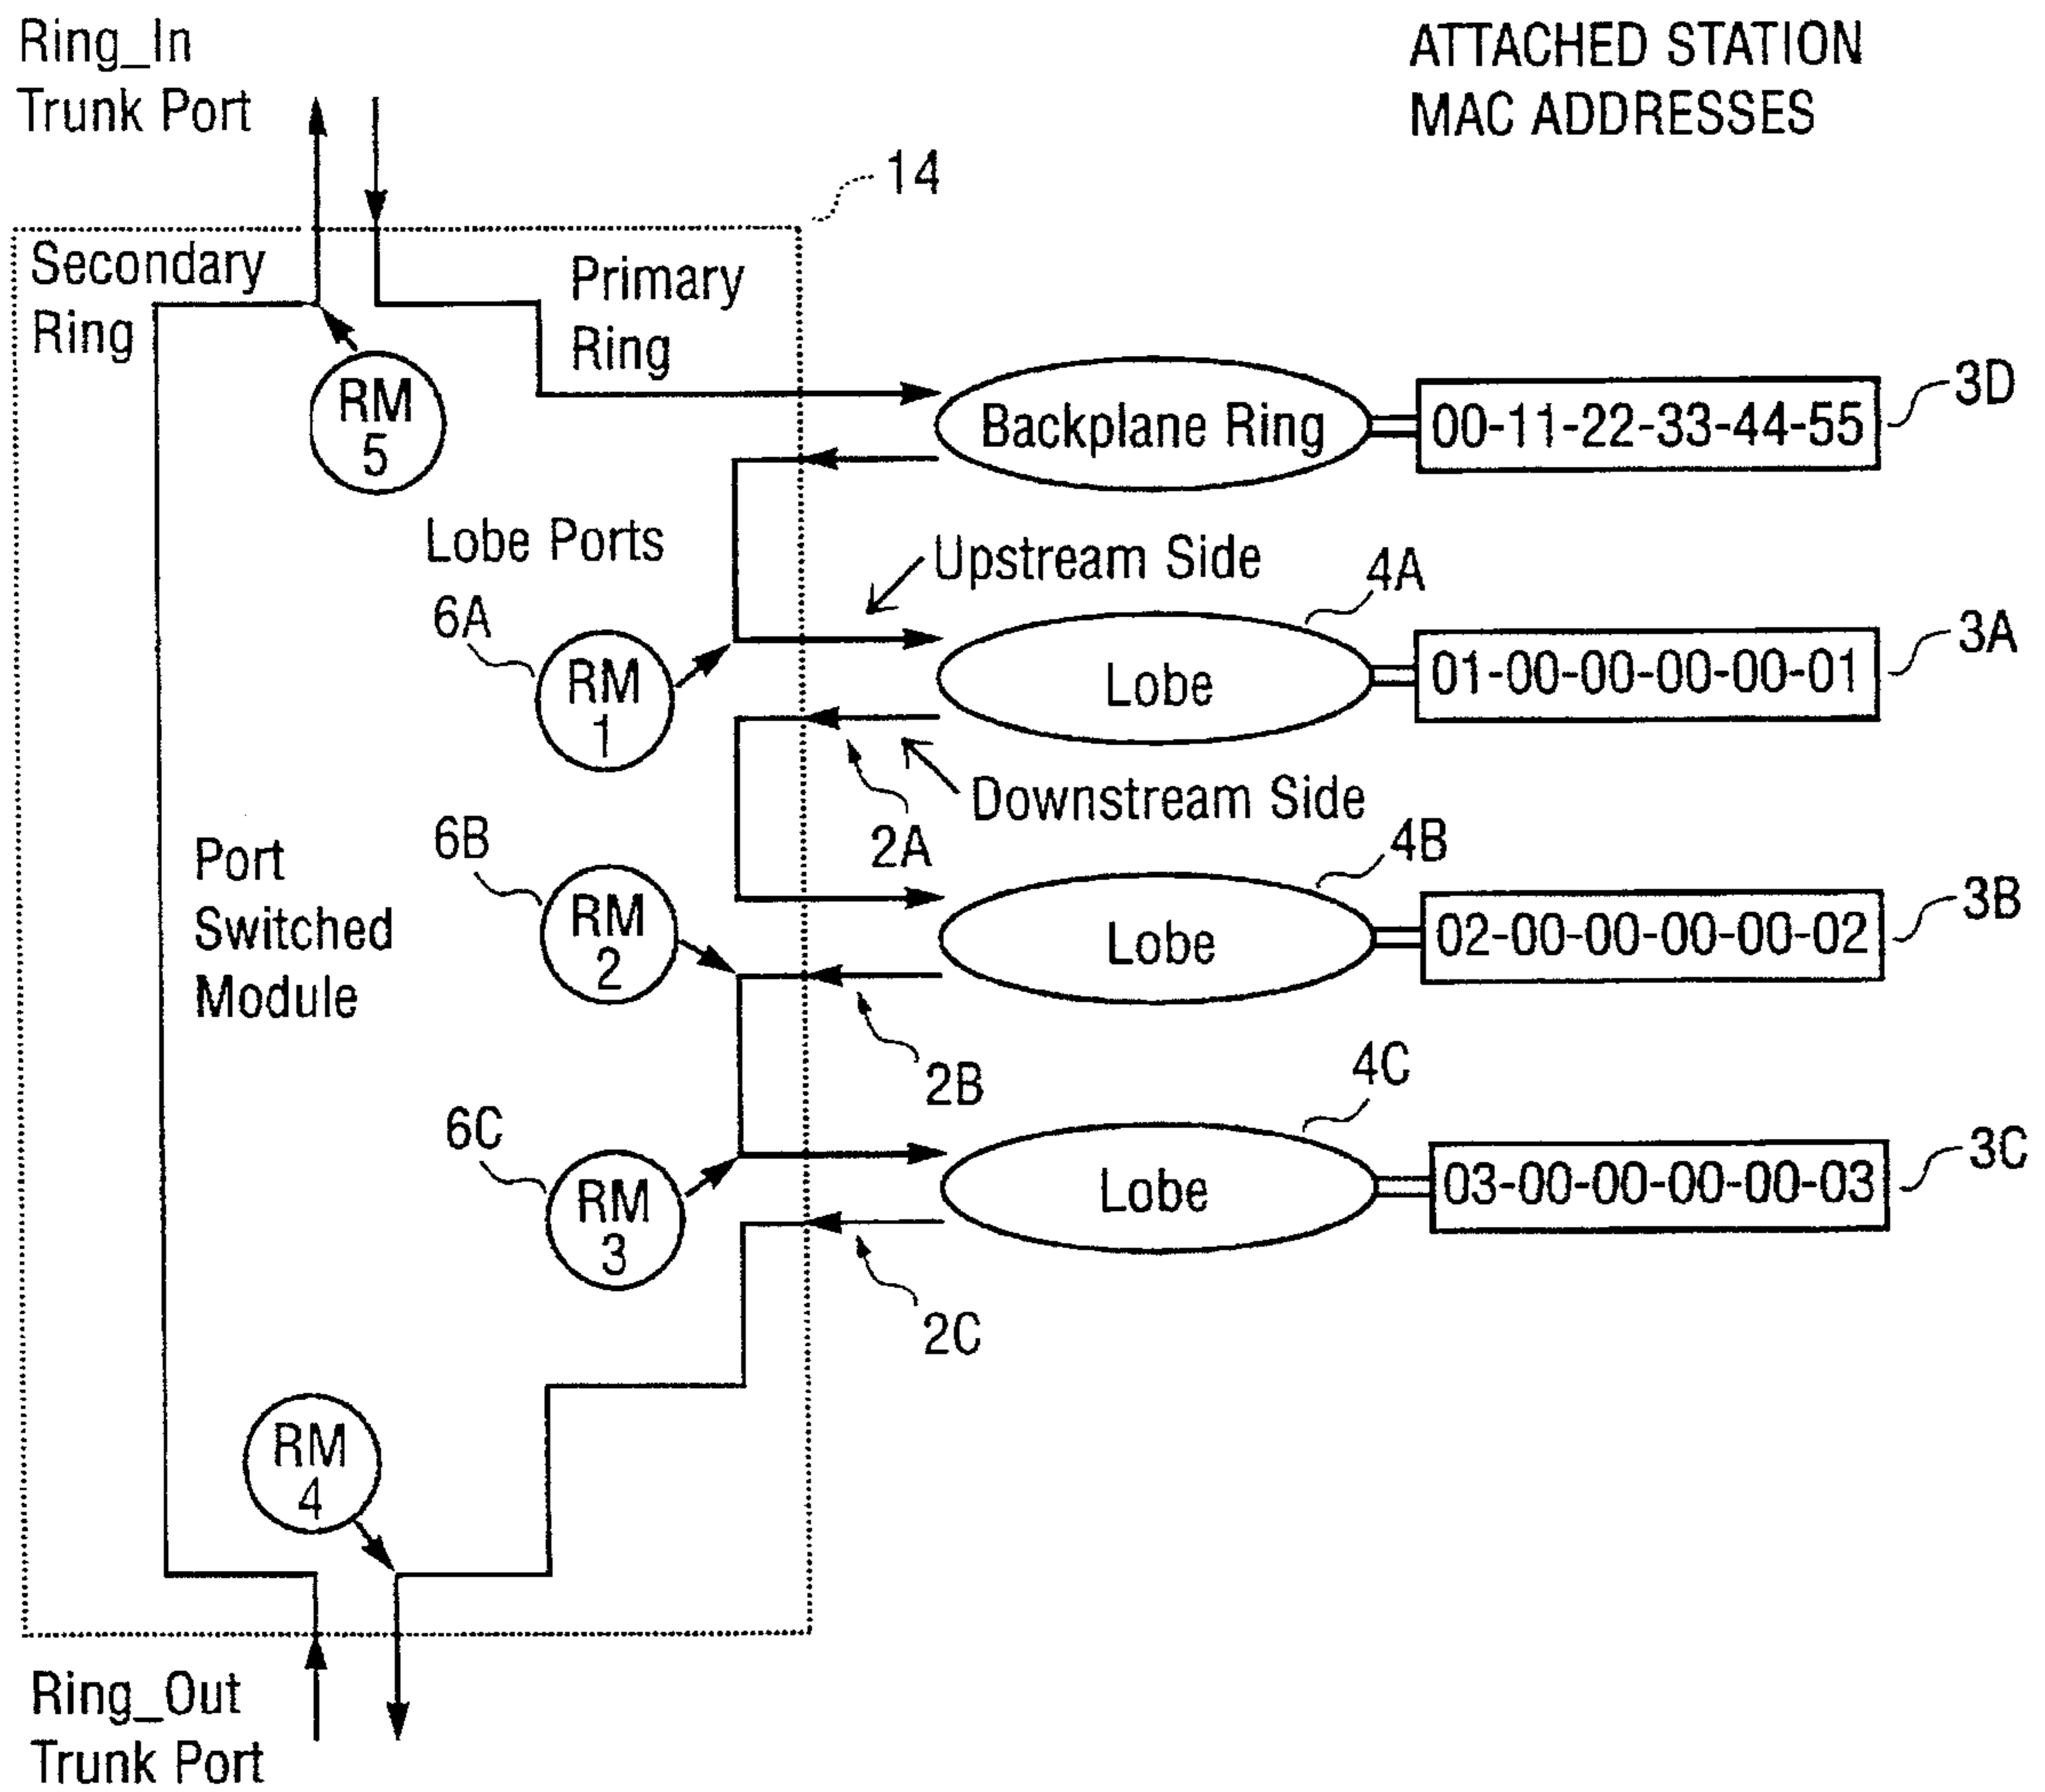 Ring_In
Trunk Port
ATTACHED STATION
MAC ADDRESSES
14
Secondary
Ring
Primary
Ring
RM
5
Backplane Ring
00-11-22-33-44-55
3D
Lobe Ports
Upstream Side
4A
6A
RM
1
Lobe
01-00-00-00-00-01
3A
Downstream Side
2A
6B
4B
Port
Switched
Module
RM
2
Lobe
02-00-00-00-00-02
3B
2B
4C
6C
RM
3
Lobe
03-00-00-00-00-03
3C
2C
RM
4
Ring_Out
Trunk Port